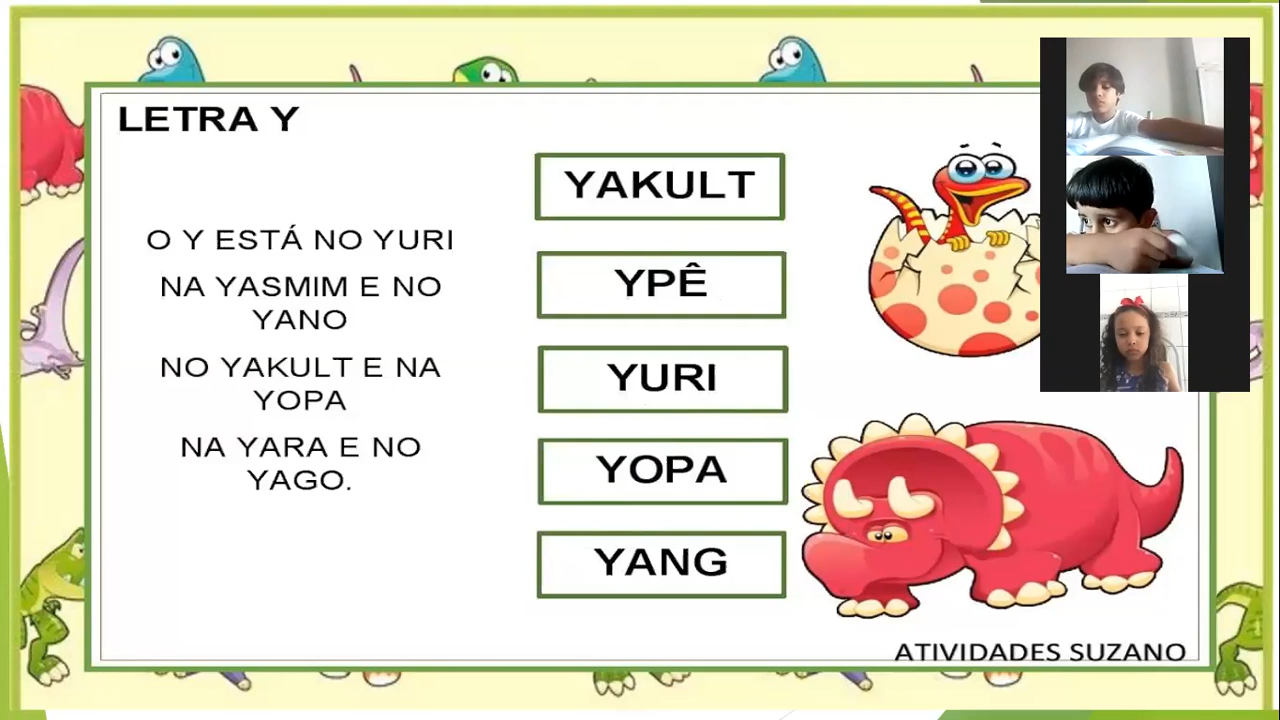 LETRA Y
O Y ESTÁ NO YURI
NA YASMIM E NO
YANO
NO YAKULT E NA
YOPA
NA YARA E NO
YAGO.
YAKULT
YPÊ
YURI
YOPA
YANG
ATIVIDADES SUZANO